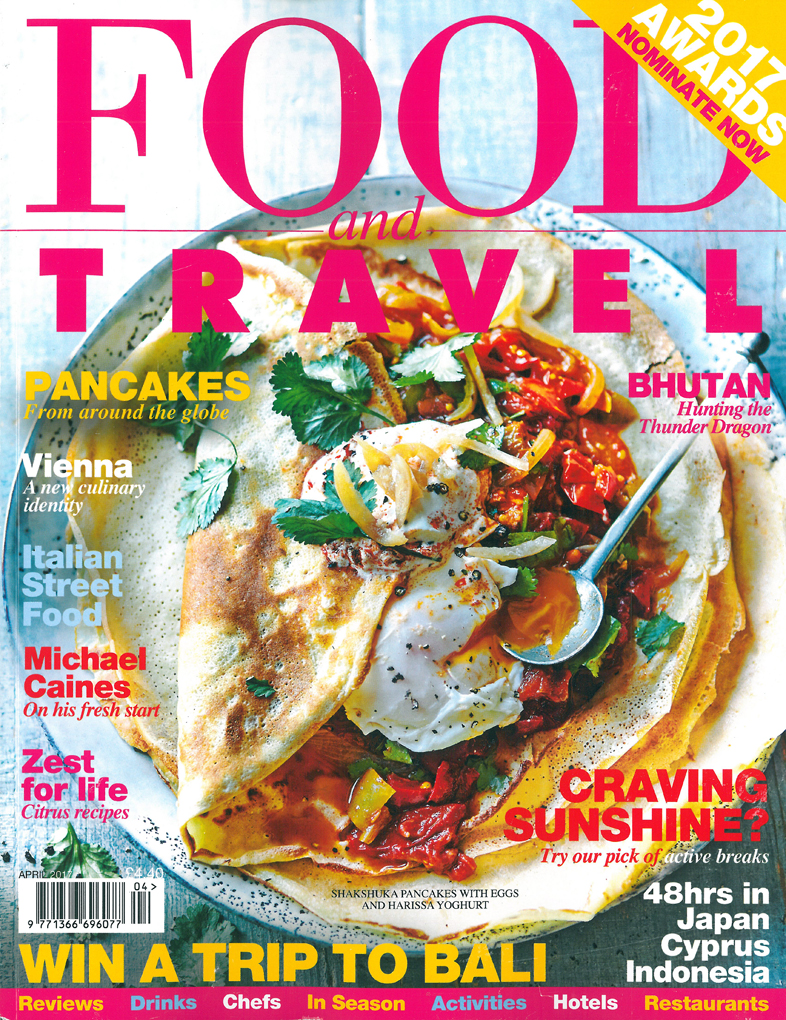 FOOD
and
TRAVEL
2017
AWARDS
NOMINATE NOW
PANCAKES
From around the globe
BHUTAN
Hunting the
Thunder Dragon
Vienna
A new culinary
identity
Italian
Street
Food
Michael
Caines
On his fresh start
Zest
for life
Citrus recipes
CRAVING
SUNSHINE?
Try our pick of active breaks
APRIL 2017 £4.40
04 >
9 771366 696077
SHAKSHUKA PANCAKES WITH EGGS
AND HARISSA YOGHURT
48hrs in
Japan
Cyprus
Indonesia
WIN A TRIP TO BALI
Reviews Drinks Chefs In Season Activities Hotels Restaurants